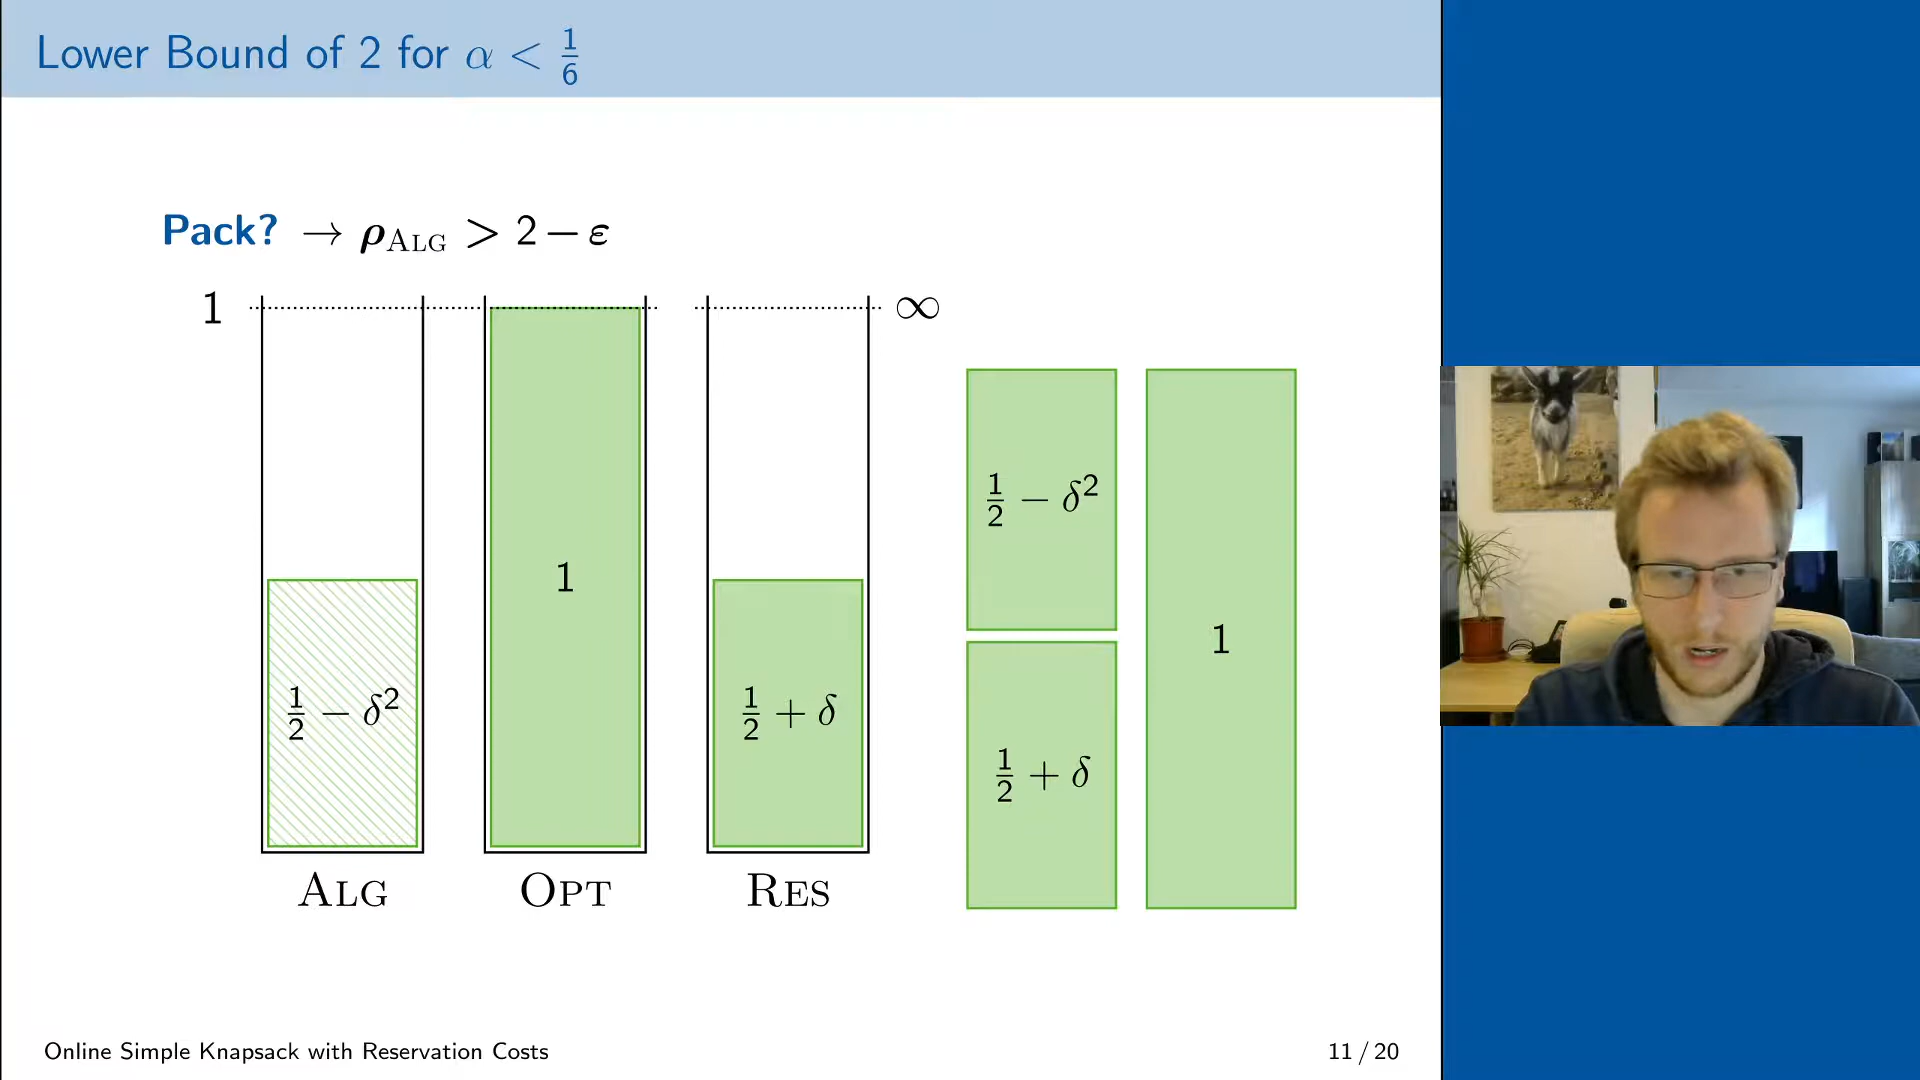 Lower Bound of 2 for α < 1/6
Pack? → ρ_ALG > 2 − ε
1
∞
1/2 − δ²
1
1/2 + δ
1/2 − δ²
1/2 + δ
1
ALG
OPT
RES
Online Simple Knapsack with Reservation Costs
11 / 20